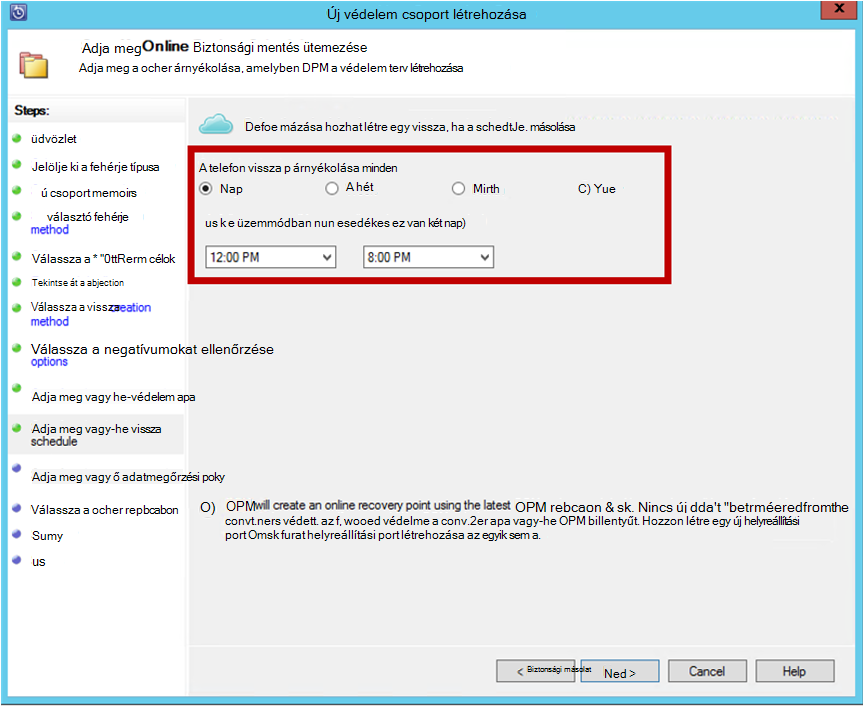 Új védelem csoport létrehozása
Adja meg Online Biztonsági mentés ütemezése
Adja meg a ocher árnyékolása, amelyben DPM a védelem terv létrehozása
Steps:
üdvözlet
Jelölje ki a fehérje típusa
ú csoport memoirs
választó fehérje
method
Válassza a * "0ttRerm célok
Tekintse át a abjection
Válassza a vissza creation
method
Válassza a negatívumokat ellenőrzése
options
Adja meg vagy he-védelem apa
Adja meg vagy-he vissza
schedule
Adja meg vagy ő adatmegőrzési poky
Válassza a ocher repbcabon
Sumy
us
Defoe mázása hozhat létre egy vissza, ha a schedtJe. másolása
A telefon vissza p árnyékolása minden
Nap
A hét
Mirth
C) Yue
us k e üzemmódban nun esedékes ez van két nap)
12:00 PM
8:00 PM
O) OPM will create an online recovery point using the latest OPM rebcaon & sk. Nincs új dda't "betrméeredfromthe
convt.ners védett. az f, wooed védelme a conv.2er apa vagy-he OPM billentyűt. Hozzon létre egy új helyreállítási
port Omsk furat helyreállítási port létrehozása az egyik sem a.
< Biztonsági másolat
Ned >
Cancel
Help